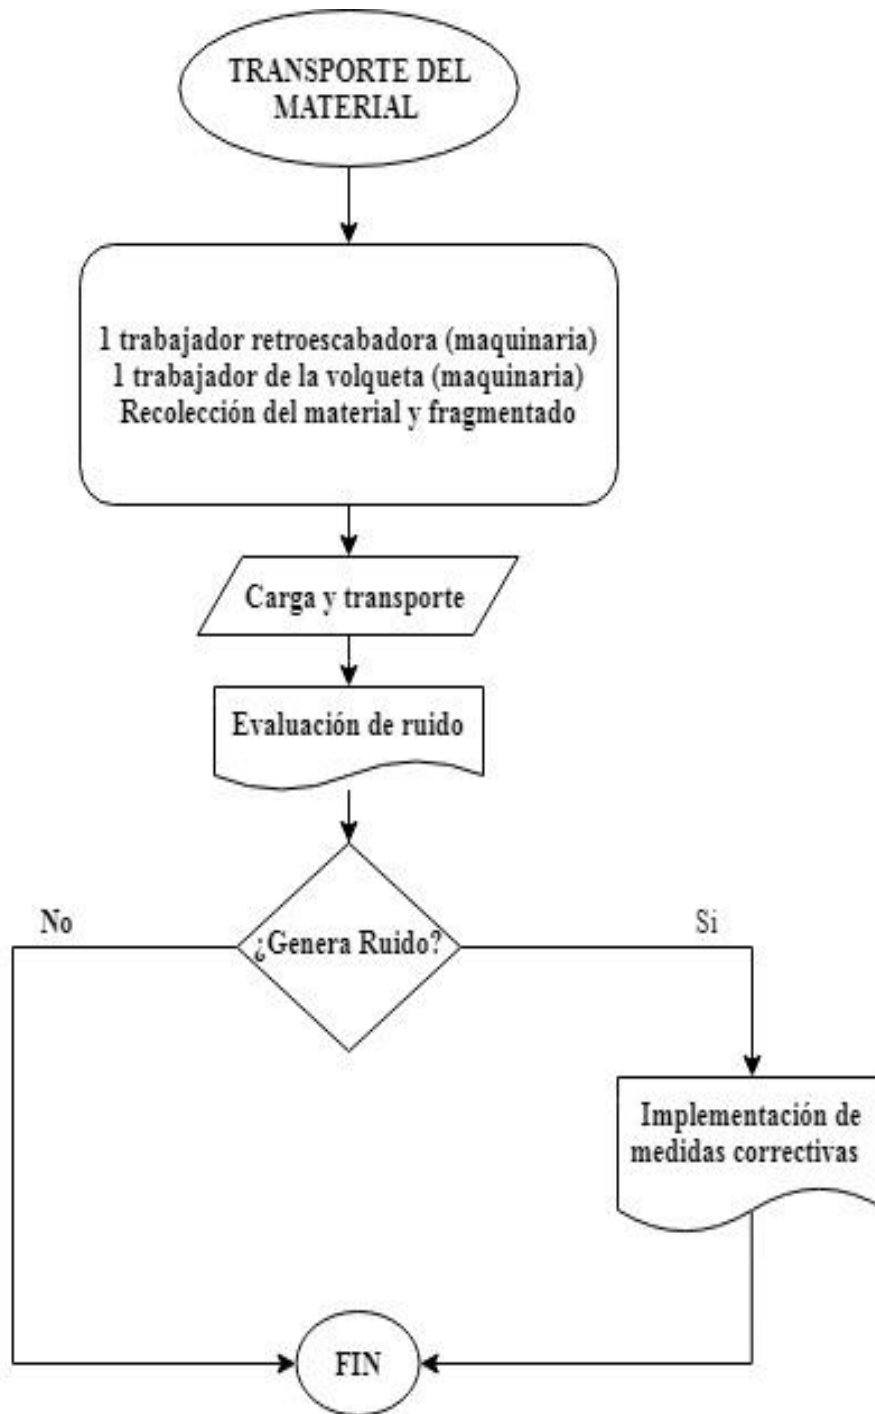 TRANSPORTE DEL
MATERIAL
1 trabajador retroescabadora (maquinaria)
1 trabajador de la volqueta (maquinaria)
Recolección del material y fragmentado
Carga y transporte
Evaluación de ruido
¿Genera Ruido?
No
Si
Implementación de
medidas correctivas
FIN